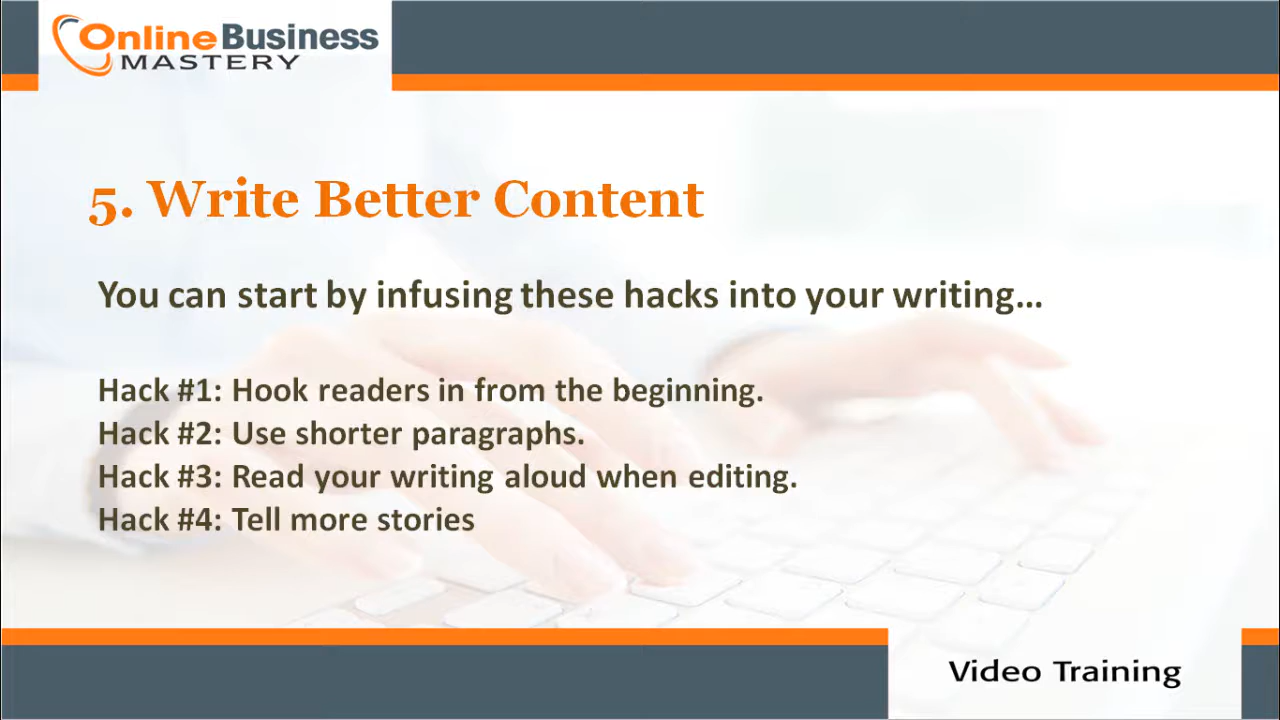 Online Business
MASTERY
5. Write Better Content
You can start by infusing these hacks into your writing…
Hack #1: Hook readers in from the beginning.
Hack #2: Use shorter paragraphs.
Hack #3: Read your writing aloud when editing.
Hack #4: Tell more stories
Video Training